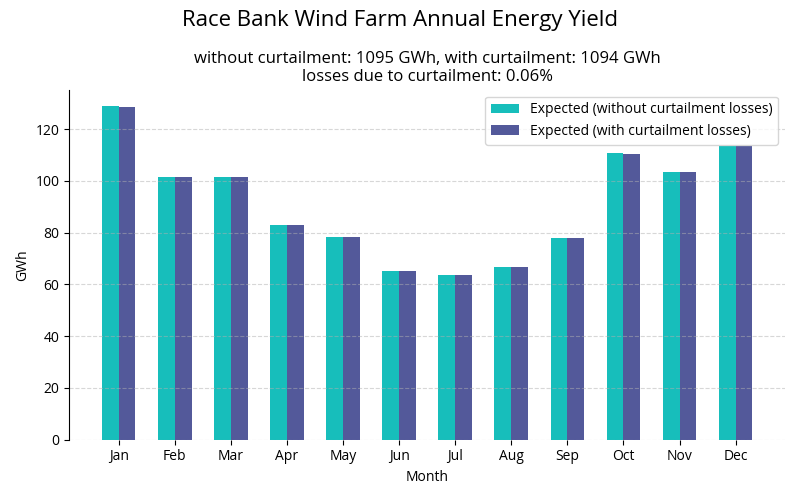 Race Bank Wind Farm Annual Energy Yield
without curtailment: 1095 GWh, with curtailment: 1094 GWh
losses due to curtailment: 0.06%
Expected (without curtailment losses)
Expected (with curtailment losses)
GWh
120
100
80
60
40
20
0
Jan Feb Mar Apr May Jun Jul Aug Sep Oct Nov Dec
Month